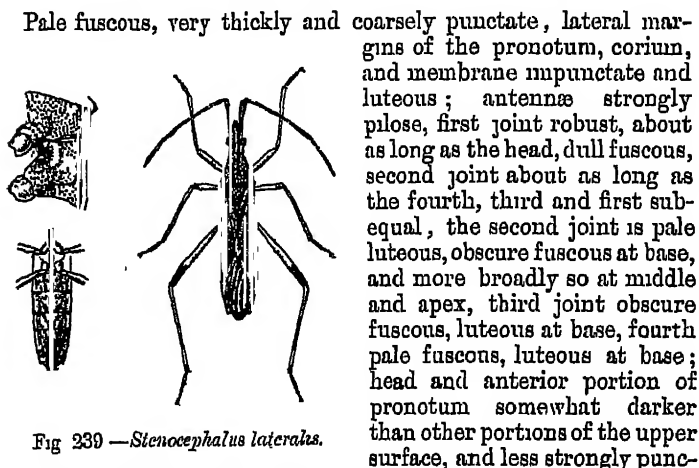 Pale fuscous, very thickly and coarsely punctate, lateral mar-
gins of the pronotum, corium,
and membrane impunctate and
luteous; antennæ strongly
pilose, first joint robust, about
as long as the head, dull fuscous,
second joint about as long as
the fourth, third and first sub-
equal, the second joint is pale
luteous, obscure fuscous at base,
and more broadly so at middle
and apex, third joint obscure
fuscous, luteous at base, fourth
pale fuscous, luteous at base;
head and anterior portion of
pronotum somewhat darker
than other portions of the upper
surface, and less strongly punc-
Fig 239 —Stenocephalus lateralis.